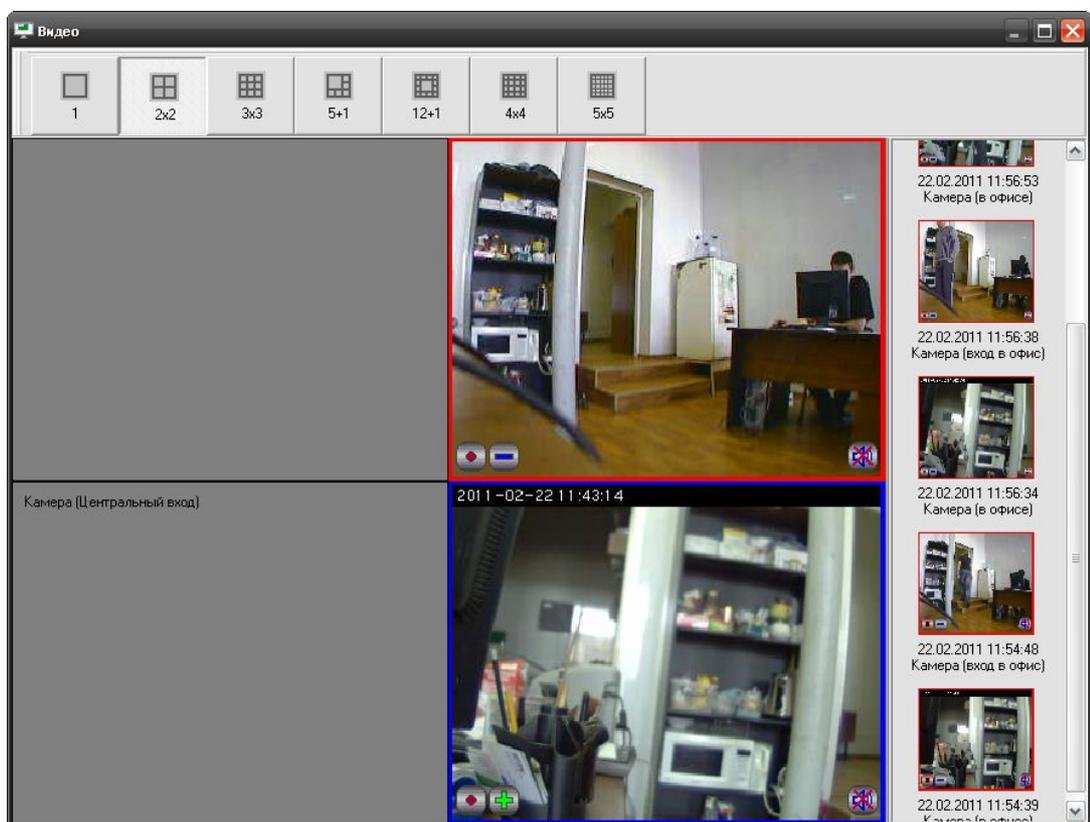 Видео
1
2x2
3x3
5+1
12+1
4x4
5x5
Камера (Центральный вход)
2011-02-22 11:43:14
22.02.2011 11:56:53
Камера (в офисе)
22.02.2011 11:56:38
Камера (вход в офис)
22.02.2011 11:56:34
Камера (в офисе)
22.02.2011 11:54:48
Камера (вход в офис)
22.02.2011 11:54:39
Камера (в офисе)